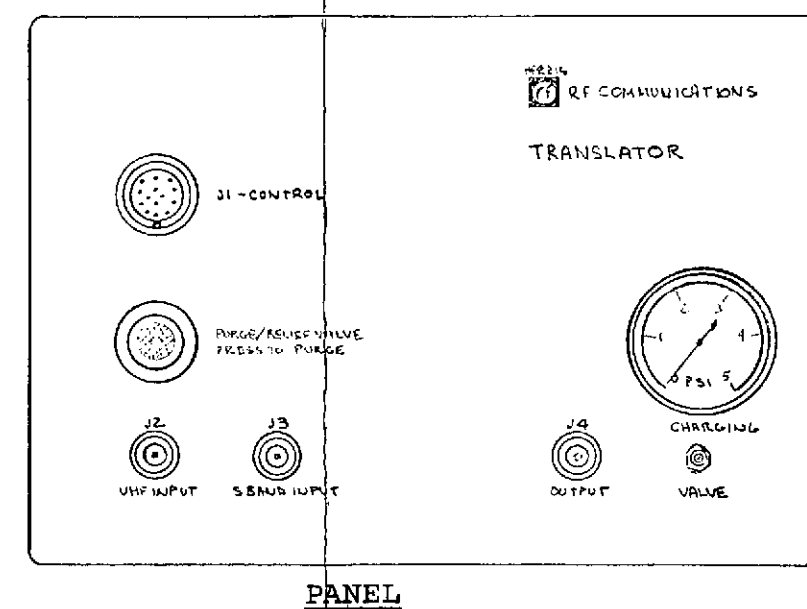 HARRIS
RF COMMUNICATIONS
TRANSLATOR
J1-CONTROL
PURGE/RELIEF VALVE
PRESS TO PURGE
0 1 2 3 4 5
PSI
J2
UHF INPUT
J3
S BAND INPUT
J4
OUTPUT
CHARGING
VALUE
PANEL